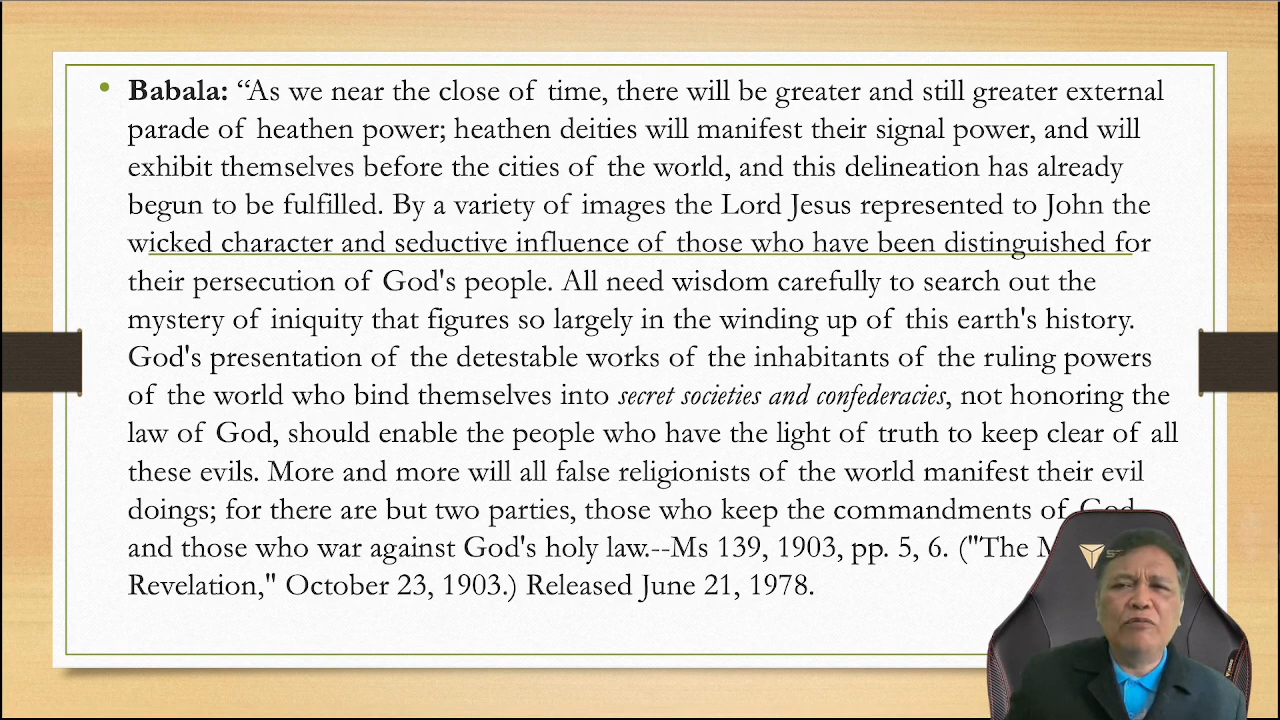 • Babala: “As we near the close of time, there will be greater and still greater external
parade of heathen power; heathen deities will manifest their signal power, and will
exhibit themselves before the cities of the world, and this delineation has already
begun to be fulfilled. By a variety of images the Lord Jesus represented to John the
wicked character and seductive influence of those who have been distinguished for
their persecution of God's people. All need wisdom carefully to search out the
mystery of iniquity that figures so largely in the winding up of this earth's history.
God's presentation of the detestable works of the inhabitants of the ruling powers
of the world who bind themselves into secret societies and confederacies, not honoring the
law of God, should enable the people who have the light of truth to keep clear of all
these evils. More and more will all false religionists of the world manifest their evil
doings; for there are but two parties, those who keep the commandments of God
and those who war against God's holy law.--Ms 139, 1903, pp. 5, 6. ("The
Revelation," October 23, 1903.) Released June 21, 1978.